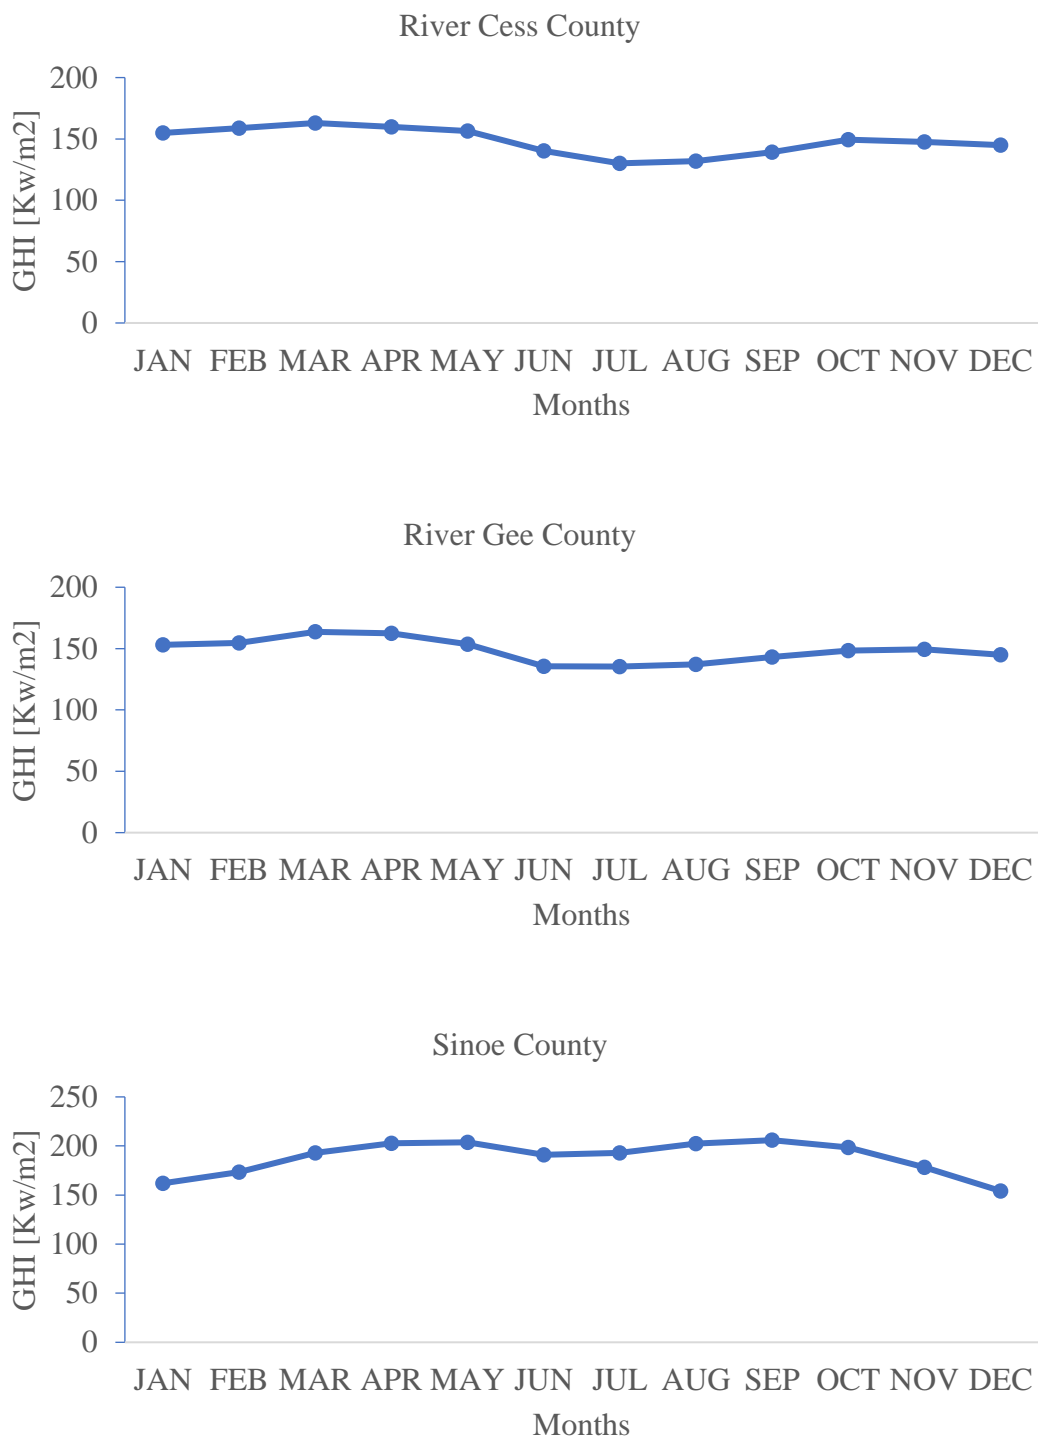 River Cess County
200
150
100
50
0
GHI [Kw/m2]
JAN FEB MAR APR MAY JUN JUL AUG SEP OCT NOV DEC
Months
River Gee County
200
150
100
50
0
GHI [Kw/m2]
JAN FEB MAR APR MAY JUN JUL AUG SEP OCT NOV DEC
Months
Sinoe County
250
200
150
100
50
0
GHI [Kw/m2]
JAN FEB MAR APR MAY JUN JUL AUG SEP OCT NOV DEC
Months